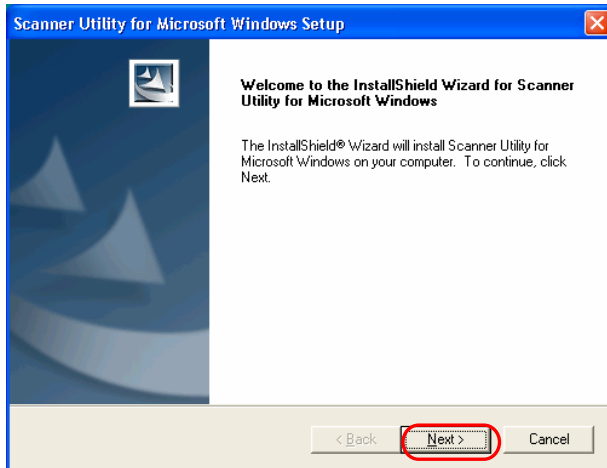 Scanner Utility for Microsoft Windows Setup
Welcome to the InstallShield Wizard for Scanner
Utility for Microsoft Windows
The InstallShield® Wizard will install Scanner Utility for
Microsoft Windows on your computer.  To continue, click
Next.
< Back
Next >
Cancel